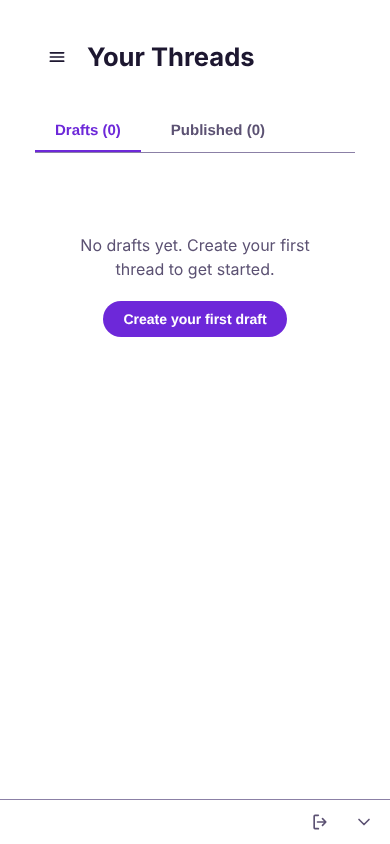 Your Threads
Drafts (0)
Published (0)
No drafts yet. Create your first
thread to get started.
Create your first draft